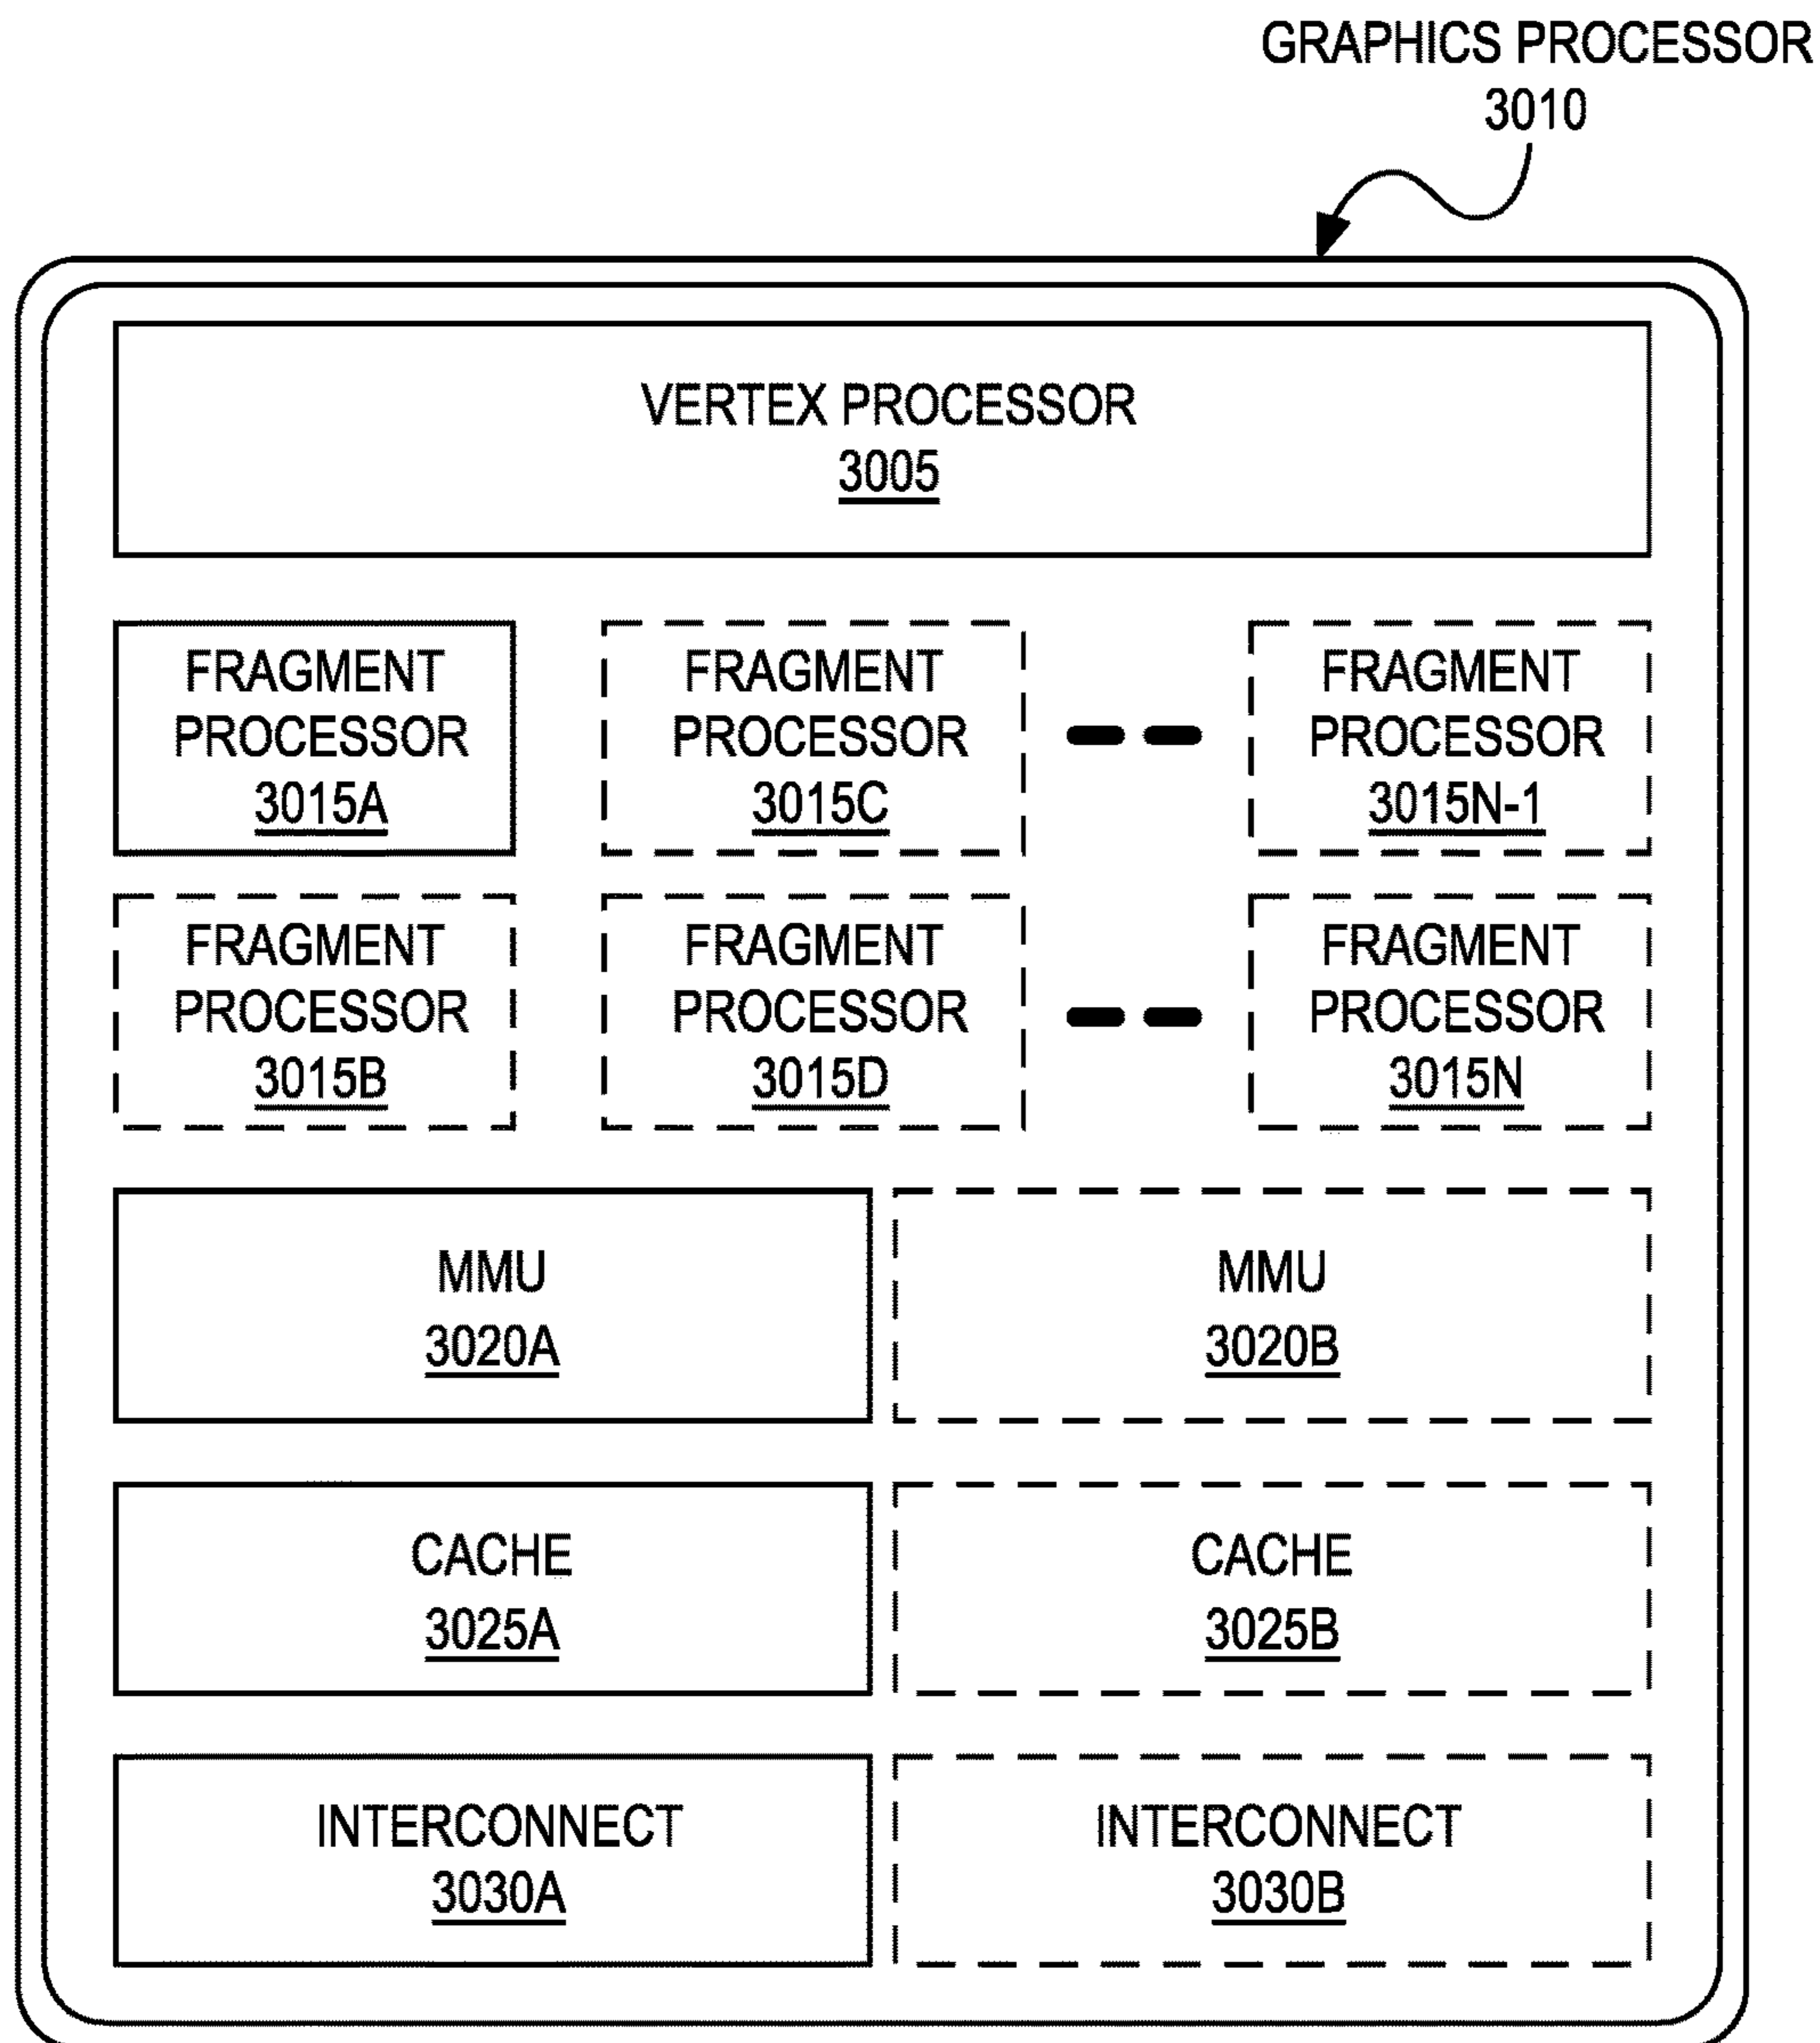 GRAPHICS PROCESSOR
3010
VERTEX PROCESSOR
3005
FRAGMENT
PROCESSOR
3015A
FRAGMENT
PROCESSOR
3015C
FRAGMENT
PROCESSOR
3015N-1
FRAGMENT
PROCESSOR
3015B
FRAGMENT
PROCESSOR
3015D
FRAGMENT
PROCESSOR
3015N
MMU
3020A
MMU
3020B
CACHE
3025A
CACHE
3025B
INTERCONNECT
3030A
INTERCONNECT
3030B